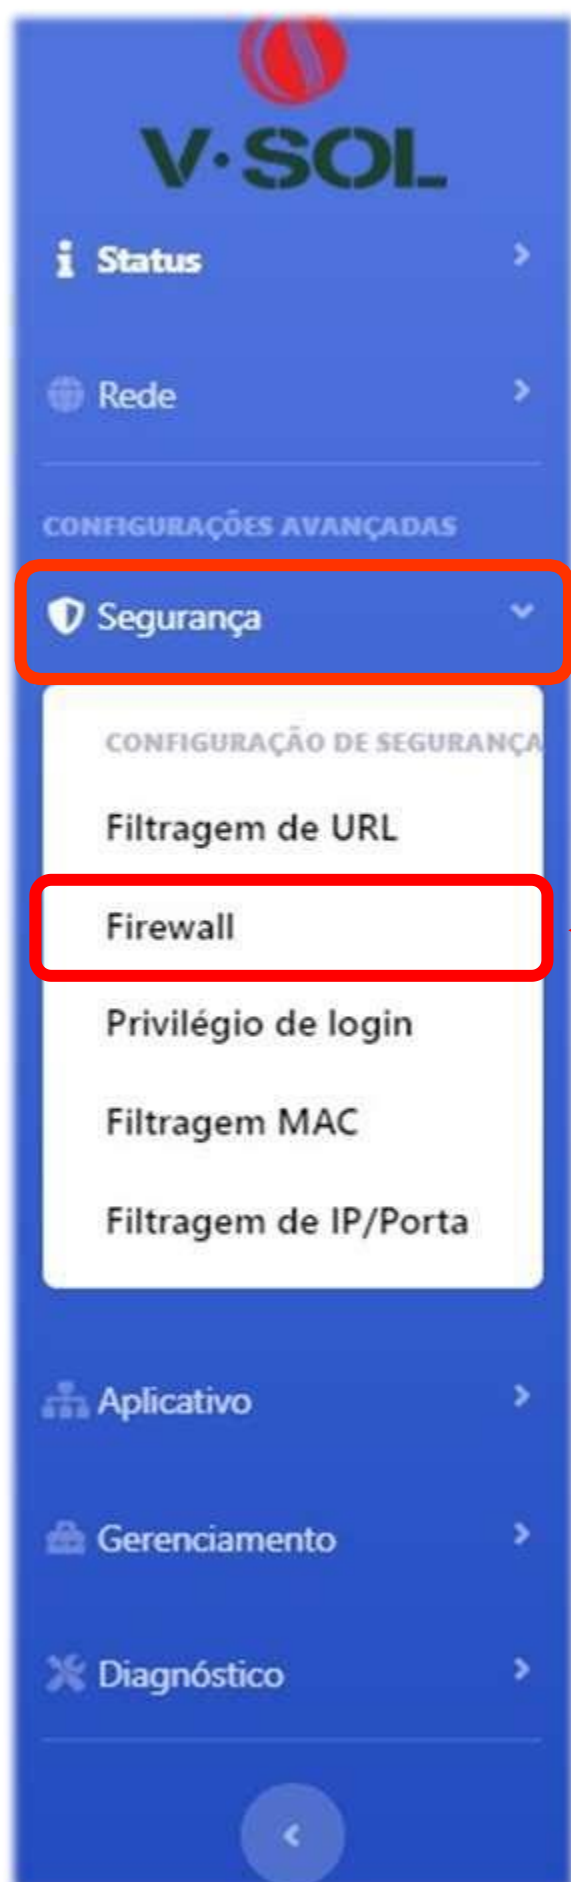 V·SOL
Status
Rede
CONFIGURAÇÕES AVANÇADAS
Segurança
CONFIGURAÇÃO DE SEGURANÇA
Filtragem de URL
Firewall
Privilégio de login
Filtragem MAC
Filtragem de IP/Porta
Aplicativo
Gerenciamento
Diagnóstico